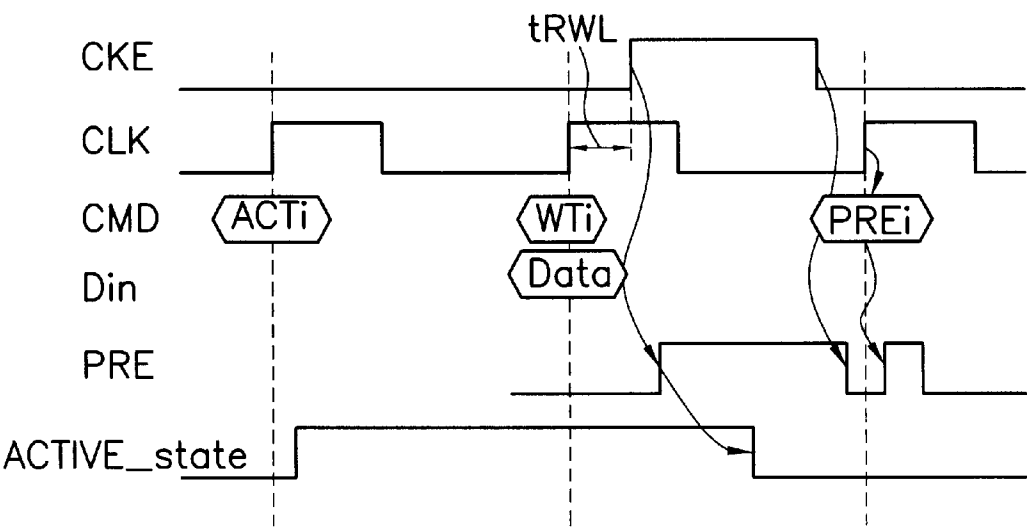 tRWL
CKE
CLK
CMD ACTi WTi PREi
Din Data
PRE
ACTIVE_state